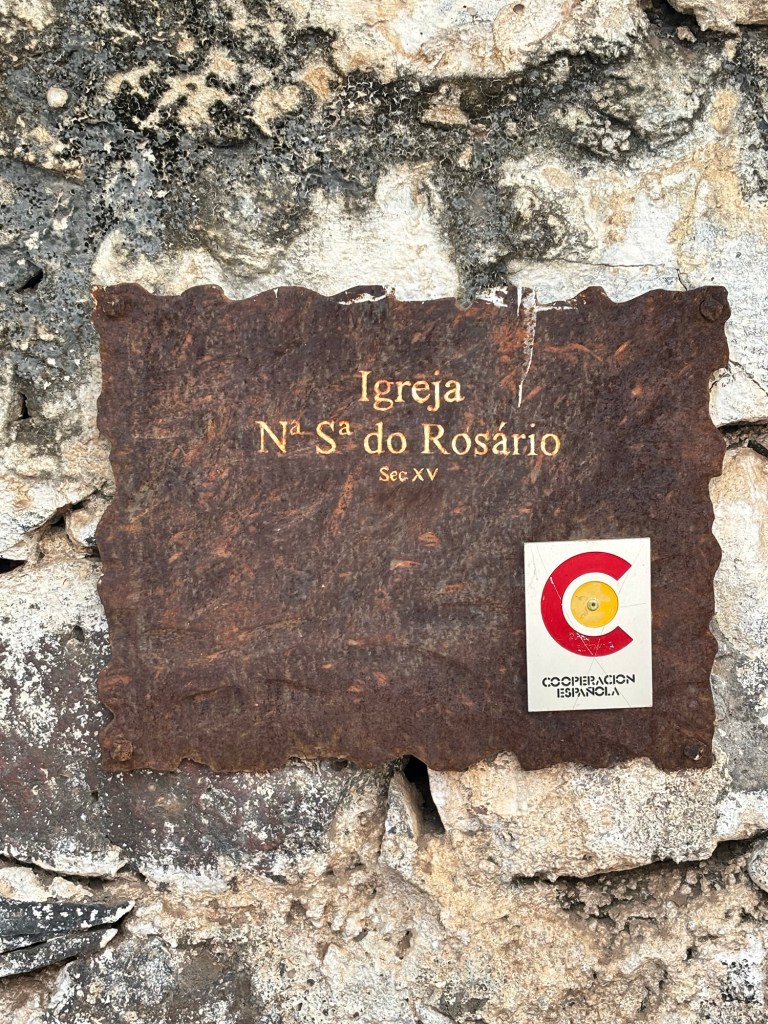 Igreja
Nª Sª do Rosário
Sec XV
COOPERACION
ESPAÑOLA